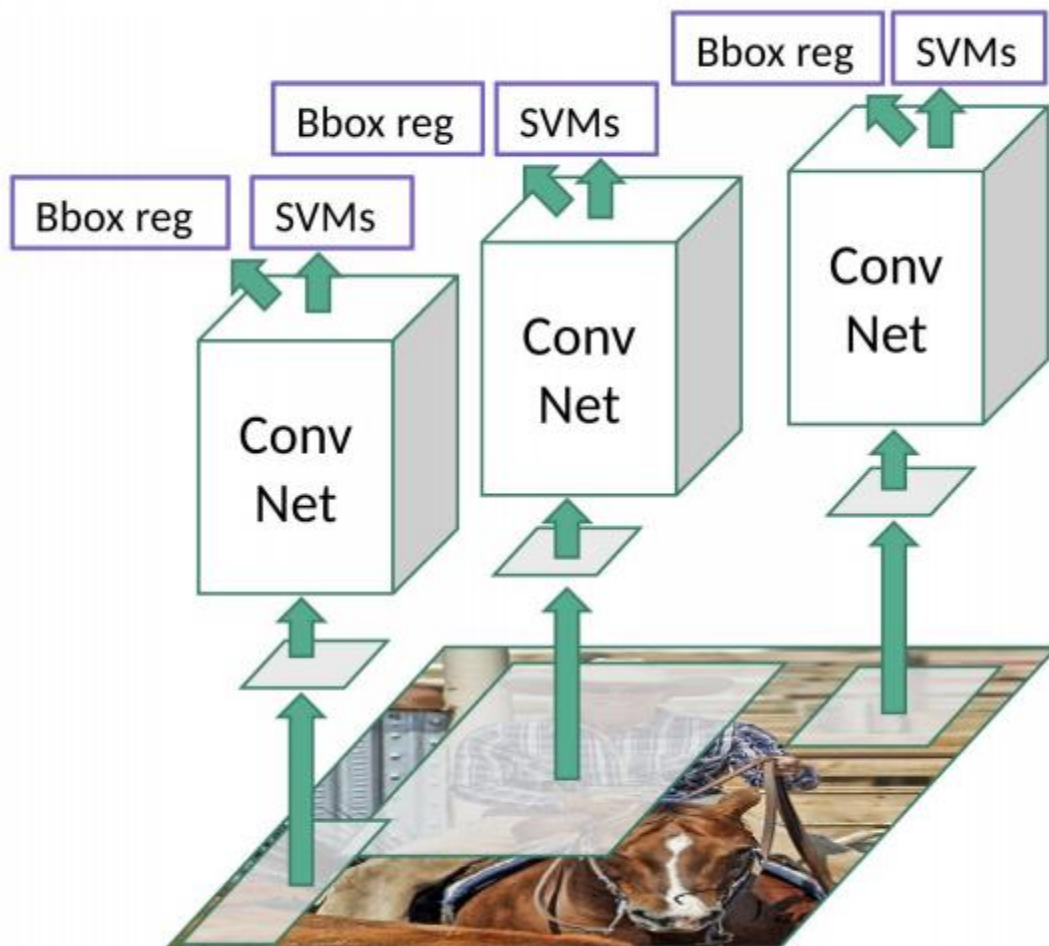 Bbox reg SVMs
Bbox reg SVMs
Bbox reg SVMs
Conv
Net
Conv
Net
Conv
Net